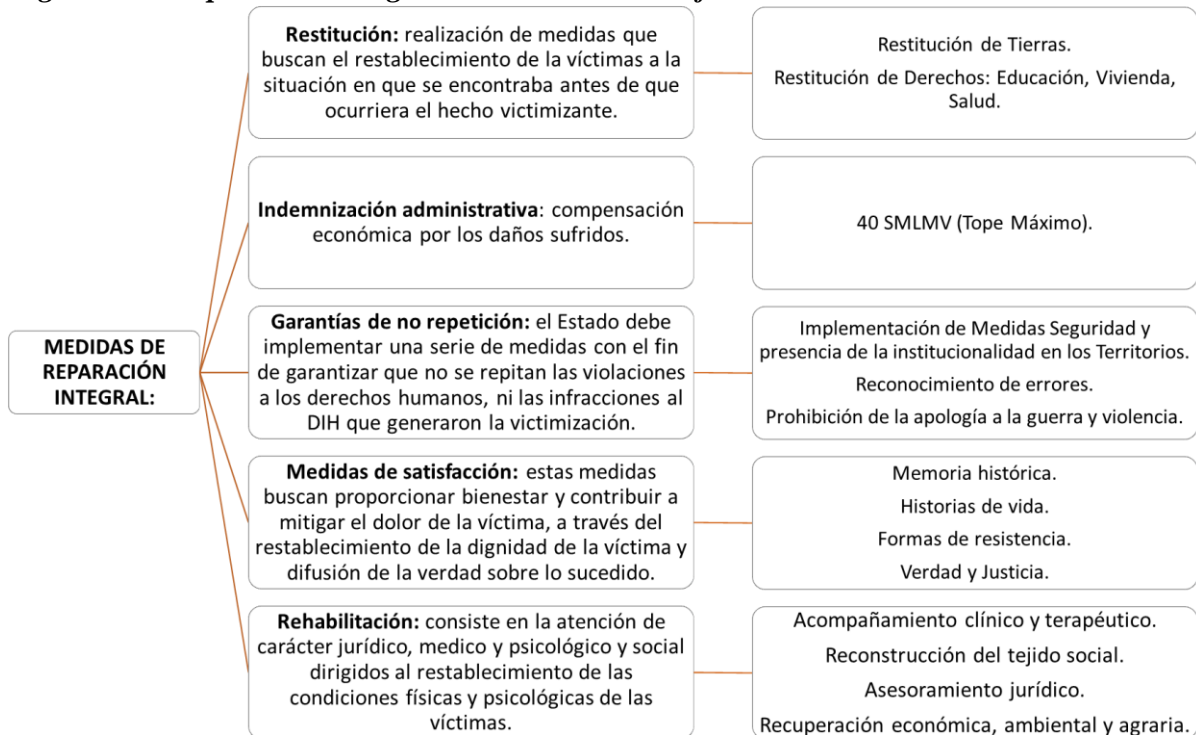 MEDIDAS DE
REPARACIÓN
INTEGRAL:
Restitución: realización de medidas que
buscan el restablecimiento de la víctimas a la
situación en que se encontraba antes de que
ocurriera el hecho victimizante.
Restitución de Tierras.
Restitución de Derechos: Educación, Vivienda,
Salud.
Indemnización administrativa: compensación
económica por los daños sufridos.
40 SMLMV (Tope Máximo).
Garantías de no repetición: el Estado debe
implementar una serie de medidas con el fin
de garantizar que no se repitan las violaciones
a los derechos humanos, ni las infracciones al
DIH que generaron la victimización.
Implementación de Medidas Seguridad y
presencia de la institucionalidad en los Territorios.
Reconocimiento de errores.
Prohibición de la apología a la guerra y violencia.
Medidas de satisfacción: estas medidas
buscan proporcionar bienestar y contribuir a
mitigar el dolor de la víctima, a través del
restablecimiento de la dignidad de la víctima y
difusión de la verdad sobre lo sucedido.
Memoria histórica.
Historias de vida.
Formas de resistencia.
Verdad y Justicia.
Rehabilitación: consiste en la atención de
carácter jurídico, medico y psicológico y social
dirigidos al restablecimiento de las
condiciones físicas y psicológicas de las
víctimas.
Acompañamiento clínico y terapéutico.
Reconstrucción del tejido social.
Asesoramiento jurídico.
Recuperación económica, ambiental y agraria.